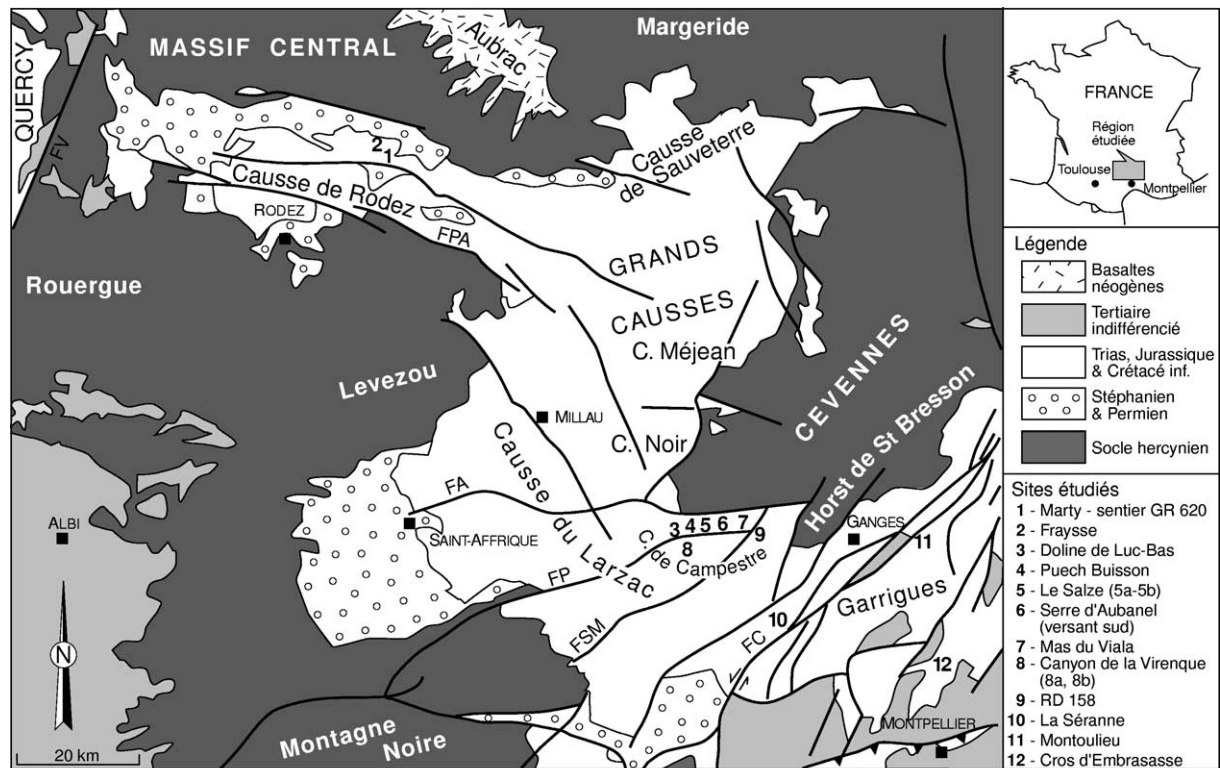 MASSIF CENTRAL
Margeride
Aubrac
QUERCY
FV
Causse
de Sauveterre
2
1
Causse de Rodez
RODEZ
FPA
GRANDS
CAUSSES
Rouergue
C. Méjean
CEVENNES
Levezou
MILLAU
C. Noir
Horst de St Bresson
Causse
du Larzac
FA
SAINT-AFFRIQUE
ALBI
3 4 5 6 7
8
9
C. de Campestre
GANGES
11
FP
FSM
10
FC
Garrigues
12
N
20 km
Montagne
Noire
MONTPELLIER
FRANCE
Région
étudiée
Toulouse
Montpellier
Légende
Basaltes
néogènes
Tertiaire
indifférencié
Trias, Jurassique
& Crétacé inf.
Stéphanien
& Permien
Socle hercynien
Sites étudiés
1 - Marty - sentier GR 620
2 - Fraysse
3 - Doline de Luc-Bas
4 - Puech Buisson
5 - Le Salze (5a-5b)
6 - Serre d'Aubanel
(versant sud)
7 - Mas du Viala
8 - Canyon de la Virenque
(8a, 8b)
9 - RD 158
10 - La Séranne
11 - Montoulieu
12 - Cros d'Embrasasse